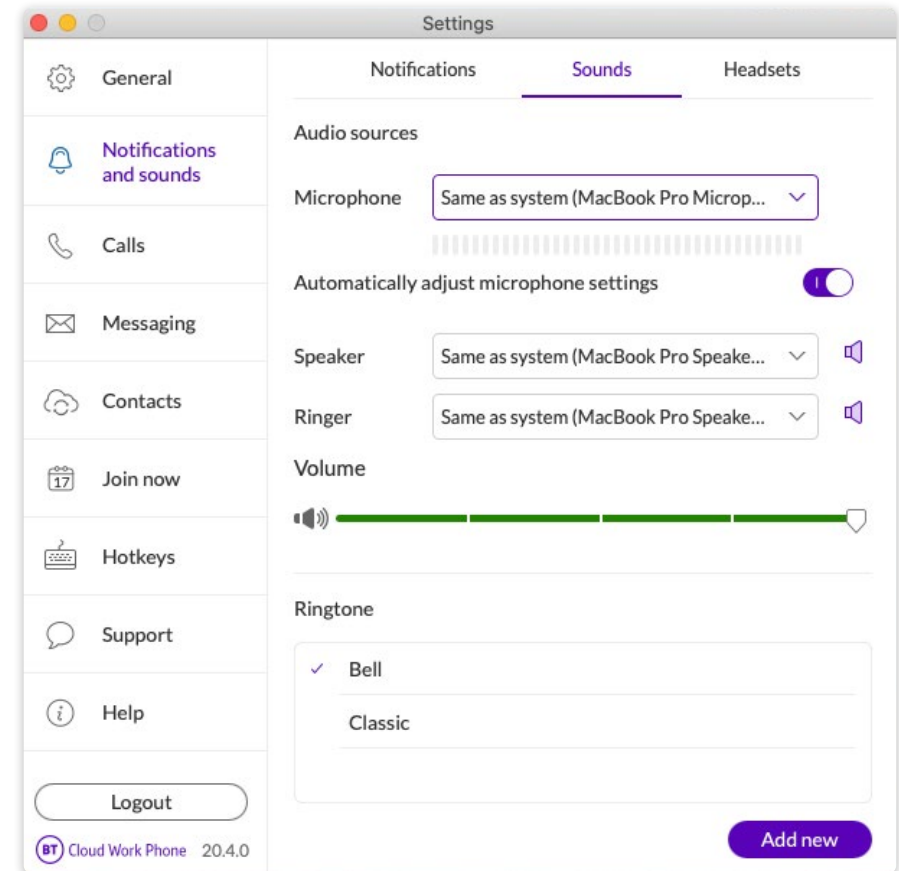 Settings
General
Notifications
and sounds
Calls
Messaging
Contacts
17
Join now
Hotkeys
Support
i
Help
Logout
BT Cloud Work Phone 20.4.0
Notifications Sounds Headsets
Audio sources
Microphone Same as system (MacBook Pro Microp...
Automatically adjust microphone settings
Speaker Same as system (MacBook Pro Speake...
Ringer Same as system (MacBook Pro Speake...
Volume
Ringtone
Bell
Classic
Add new